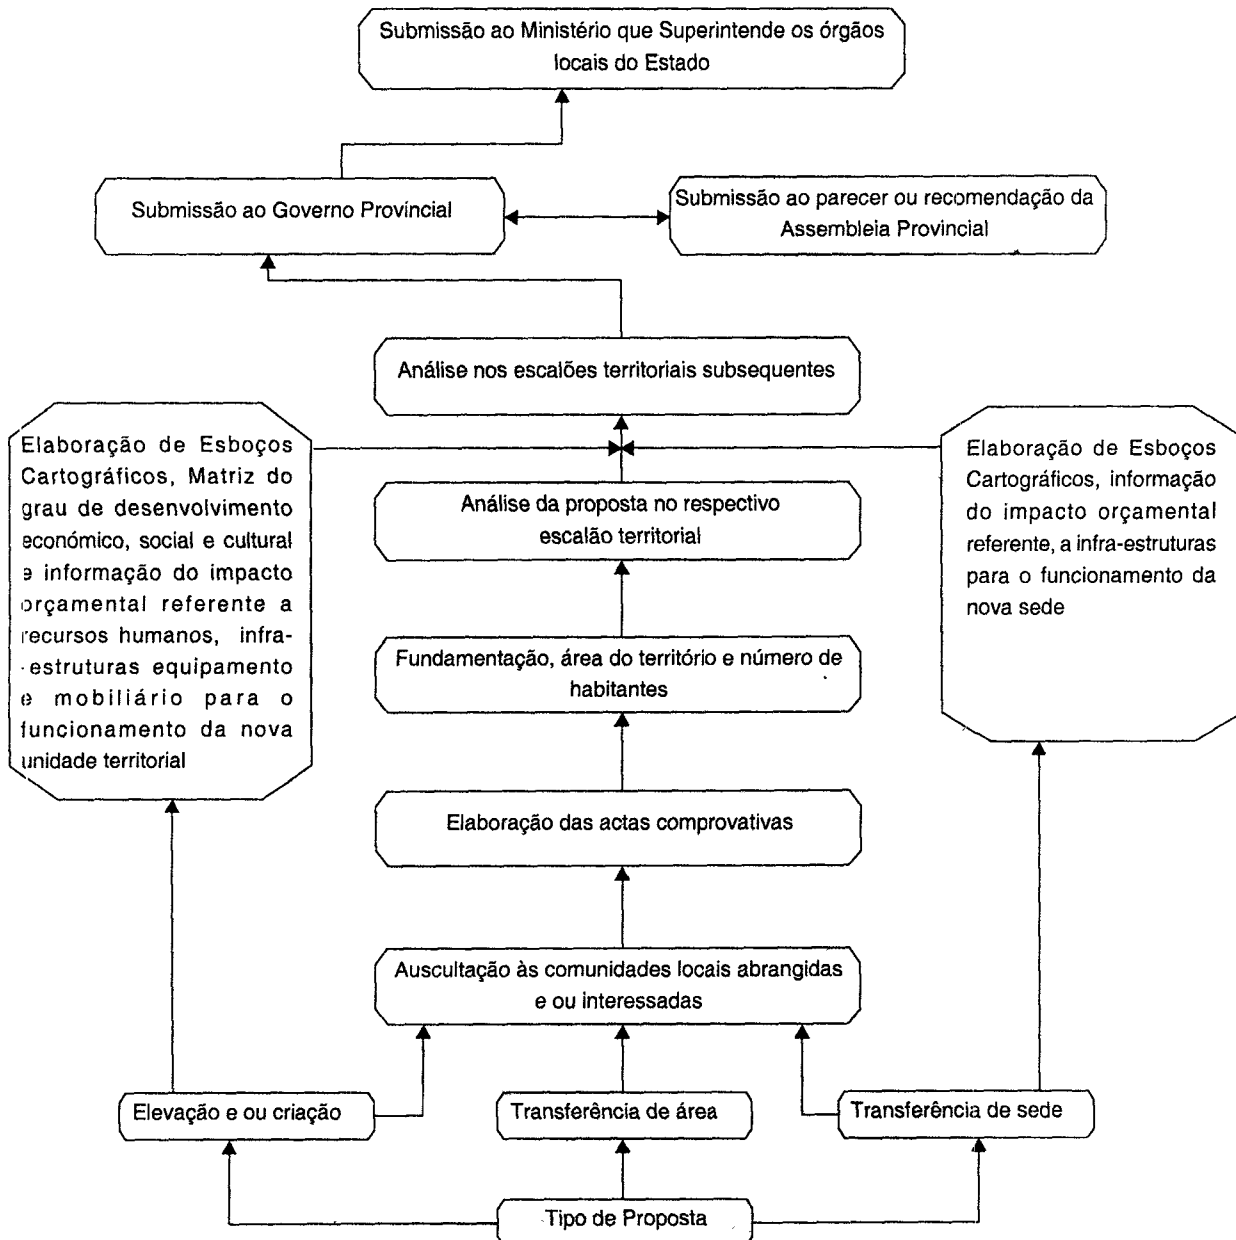 Submissão ao Ministério que Superintende os órgãos
locais do Estado
Submissão ao Governo Provincial
Submissão ao parecer ou recomendação da
Assembleia Provincial
Análise nos escalões territoriais subsequentes
Elaboração de Esboços
Cartográficos, Matriz do
grau de desenvolvimento
económico, social e cultural
e informação do impacto
orçamental referente a
recursos humanos, infra-
-estruturas equipamento
e mobiliário para o
funcionamento da nova
unidade territorial
Elaboração de Esboços
Cartográficos, informação
do impacto orçamental
referente, a infra-estruturas
para o funcionamento da
nova sede
Análise da proposta no respectivo
escalão territorial
Fundamentação, área do território e número de
habitantes
Elaboração das actas comprovativas
Auscultação às comunidades locais abrangidas
e ou interessadas
Elevação e ou criação
Transferência de área
Transferência de sede
Tipo de Proposta